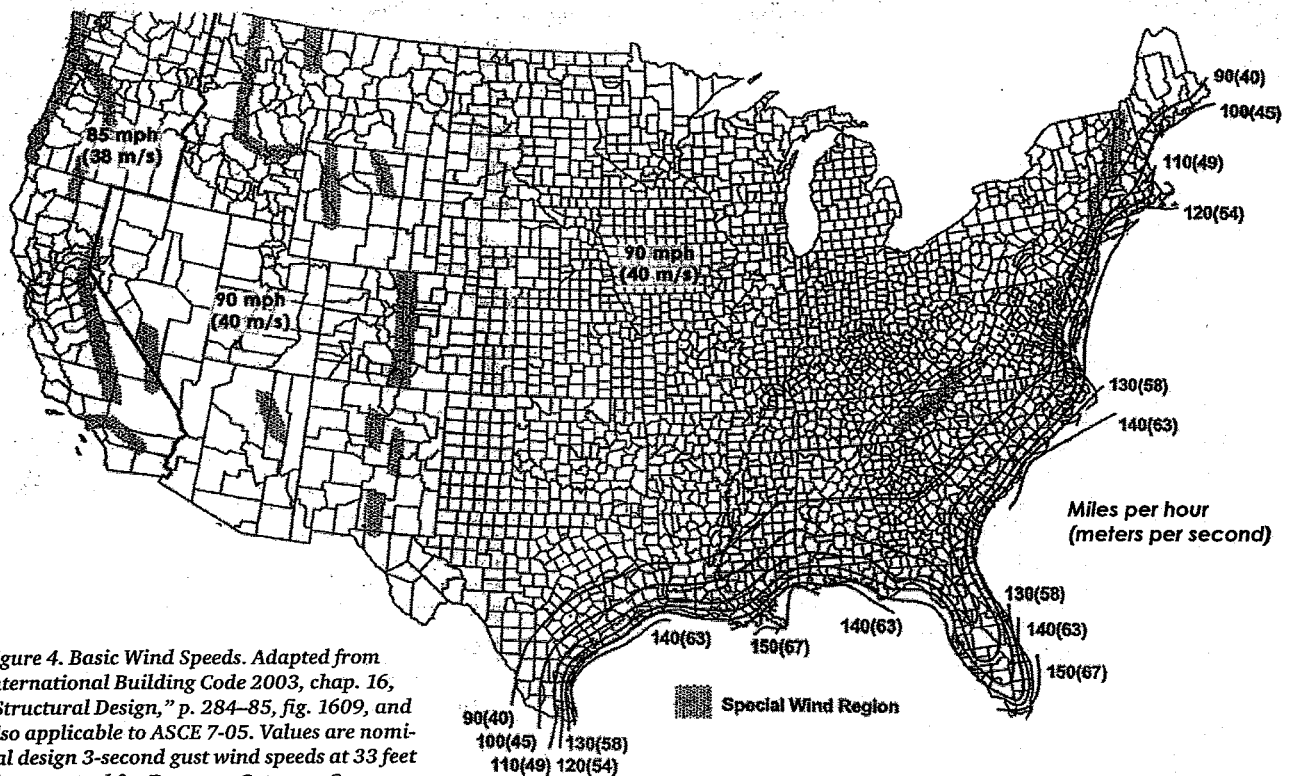 90(40)
100(45)
85 mph
(38 m/s)
110(49)
120(54)
90 mph
(40 m/s)
90 mph
(40 m/s)
130(58)
140(63)
Miles per hour
(meters per second)
130(58)
140(63)
140(63)
140(63)
150(67)
150(67)
Special Wind Region
90(40)
100(45)
130(58)
110(49)
120(54)
gure 4. Basic Wind Speeds. Adapted from
ternational Building Code 2003, chap. 16,
Structural Design,” p. 284–85, fig. 1609, and
so applicable to ASCE 7-05. Values are nomi-
al design 3-second gust wind speeds at 33 feet